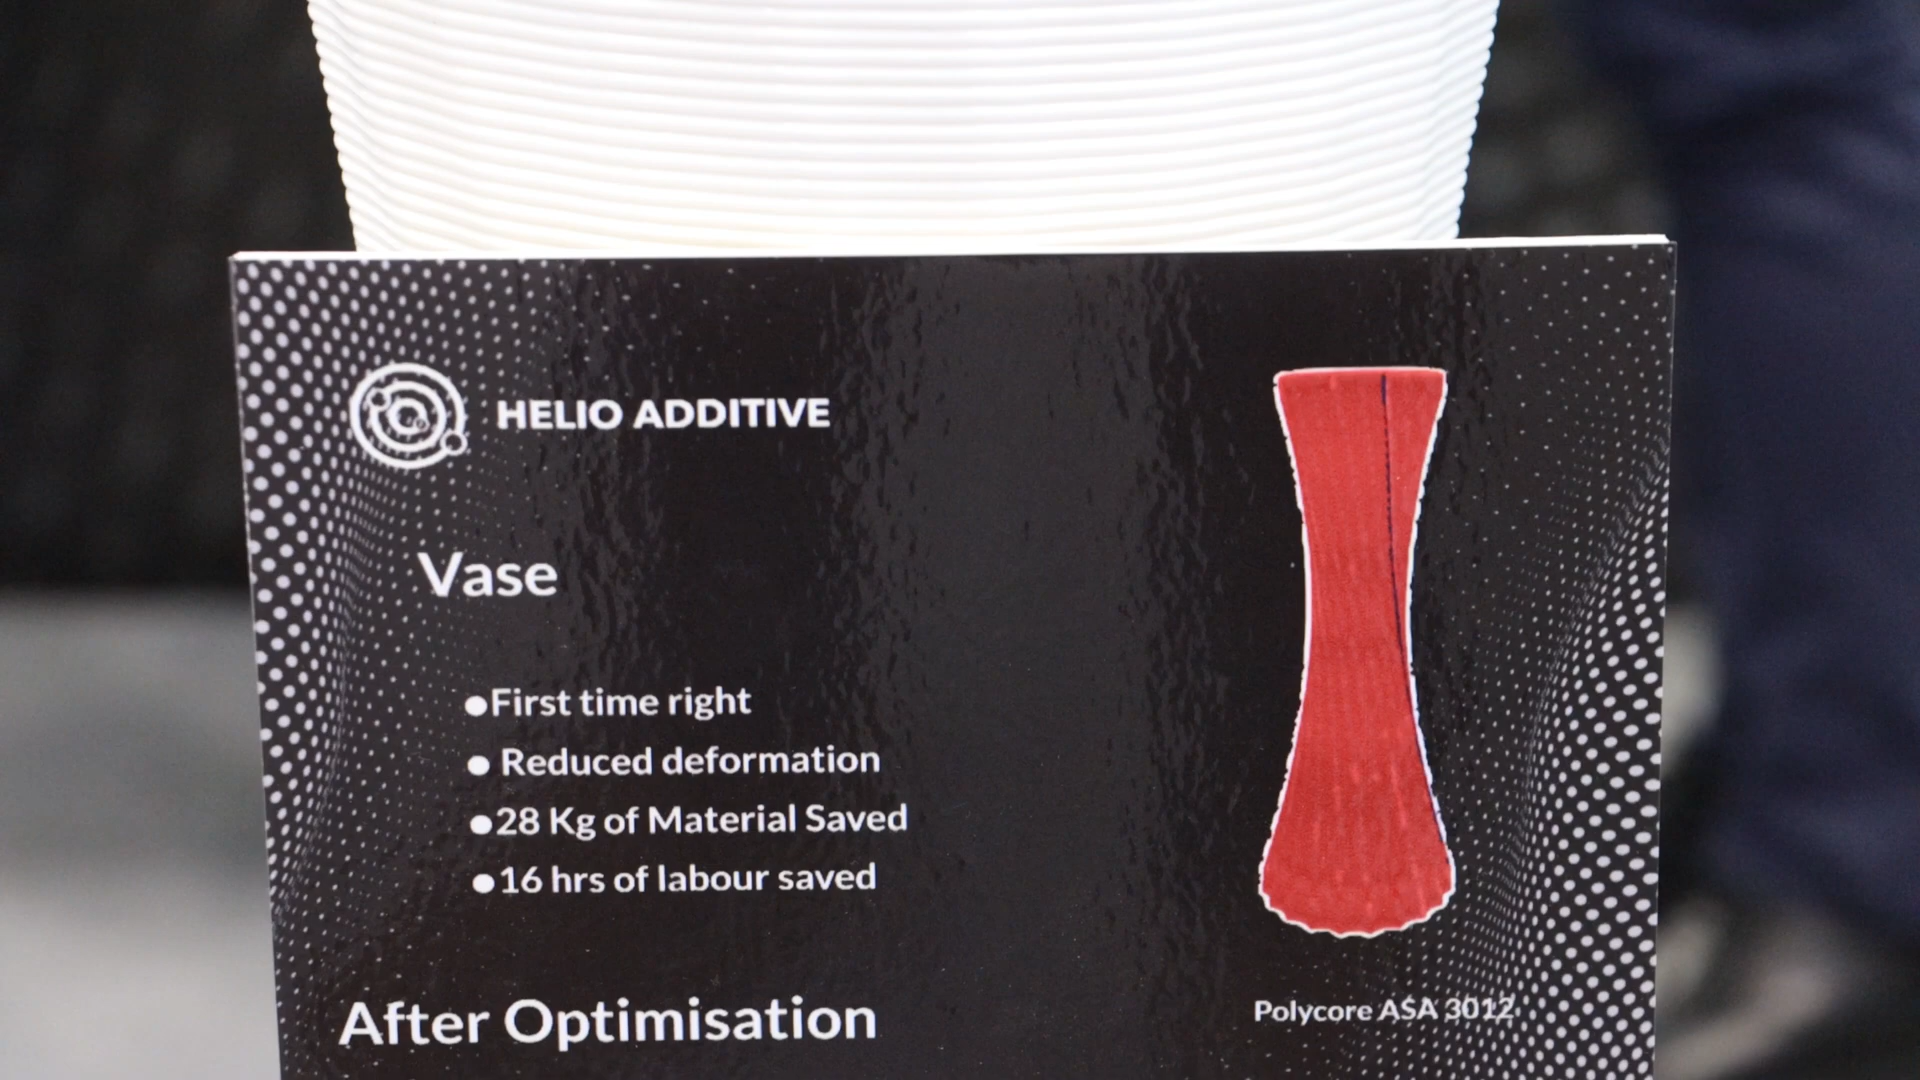 HELIO ADDITIVE
Vase
●First time right
● Reduced deformation
●28 Kg of Material Saved
●16 hrs of labour saved
After Optimisation
Polycore ASA 3012